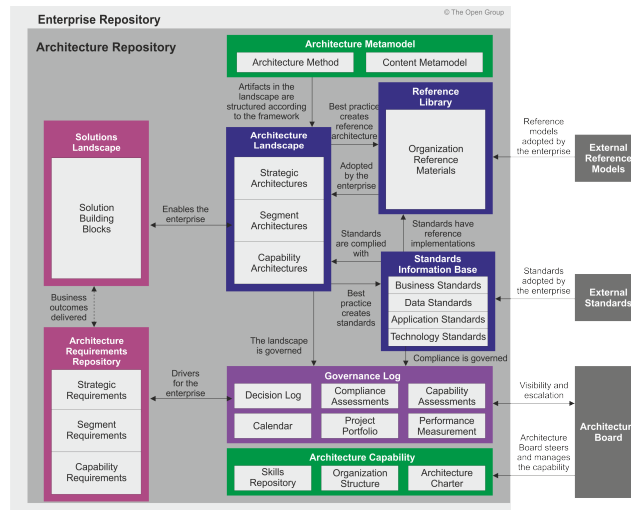 © The Open Group
Enterprise Repository
Architecture Repository
Architecture Metamodel
Architecture Method
Content Metamodel
Artifacts in the
landscape are
structured according
to the framework
Best practice
creates
reference
architecture
Reference
Library
Organization
Reference
Materials
Reference
models
adopted by
the enterprise
External
Reference
Models
Solutions
Landscape
Solution
Building
Blocks
Enables the
enterprise
Architecture
Landscape
Strategic
Architectures
Segment
Architectures
Capability
Architectures
Adopted
by the
enterprise
Standards
are complied
with
Standards have
reference
implementations
Standards
Information Base
Business Standards
Data Standards
Application Standards
Technology Standards
Standards
adopted by
the enterprise
External
Standards
Best
practice
creates
standards
Business
outcomes
delivered
The landscape
is governed
Compliance is governed
Architecture
Requirements
Repository
Strategic
Requirements
Segment
Requirements
Capability
Requirements
Drivers
for the
enterprise
Governance Log
Decision Log
Compliance
Assessments
Capability
Assessments
Calendar
Project
Portfolio
Performance
Measurement
Visibility and
escalation
Architecture
Board
Architecture
Board steers
and manages
the capability
Architecture Capability
Skills
Repository
Organization
Structure
Architecture
Charter